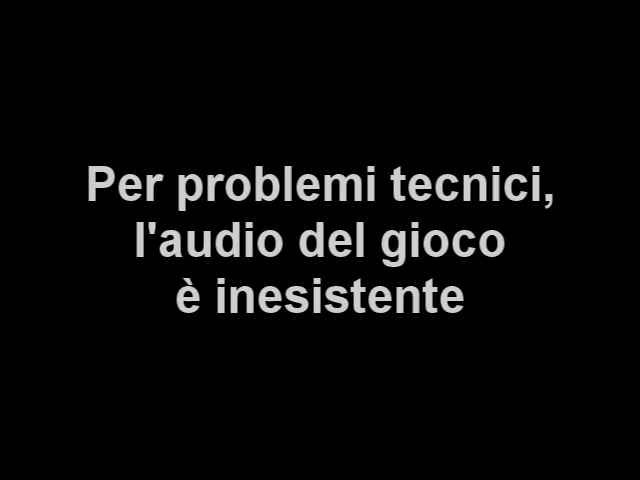 Per problemi tecnici,
l'audio del gioco
è inesistente